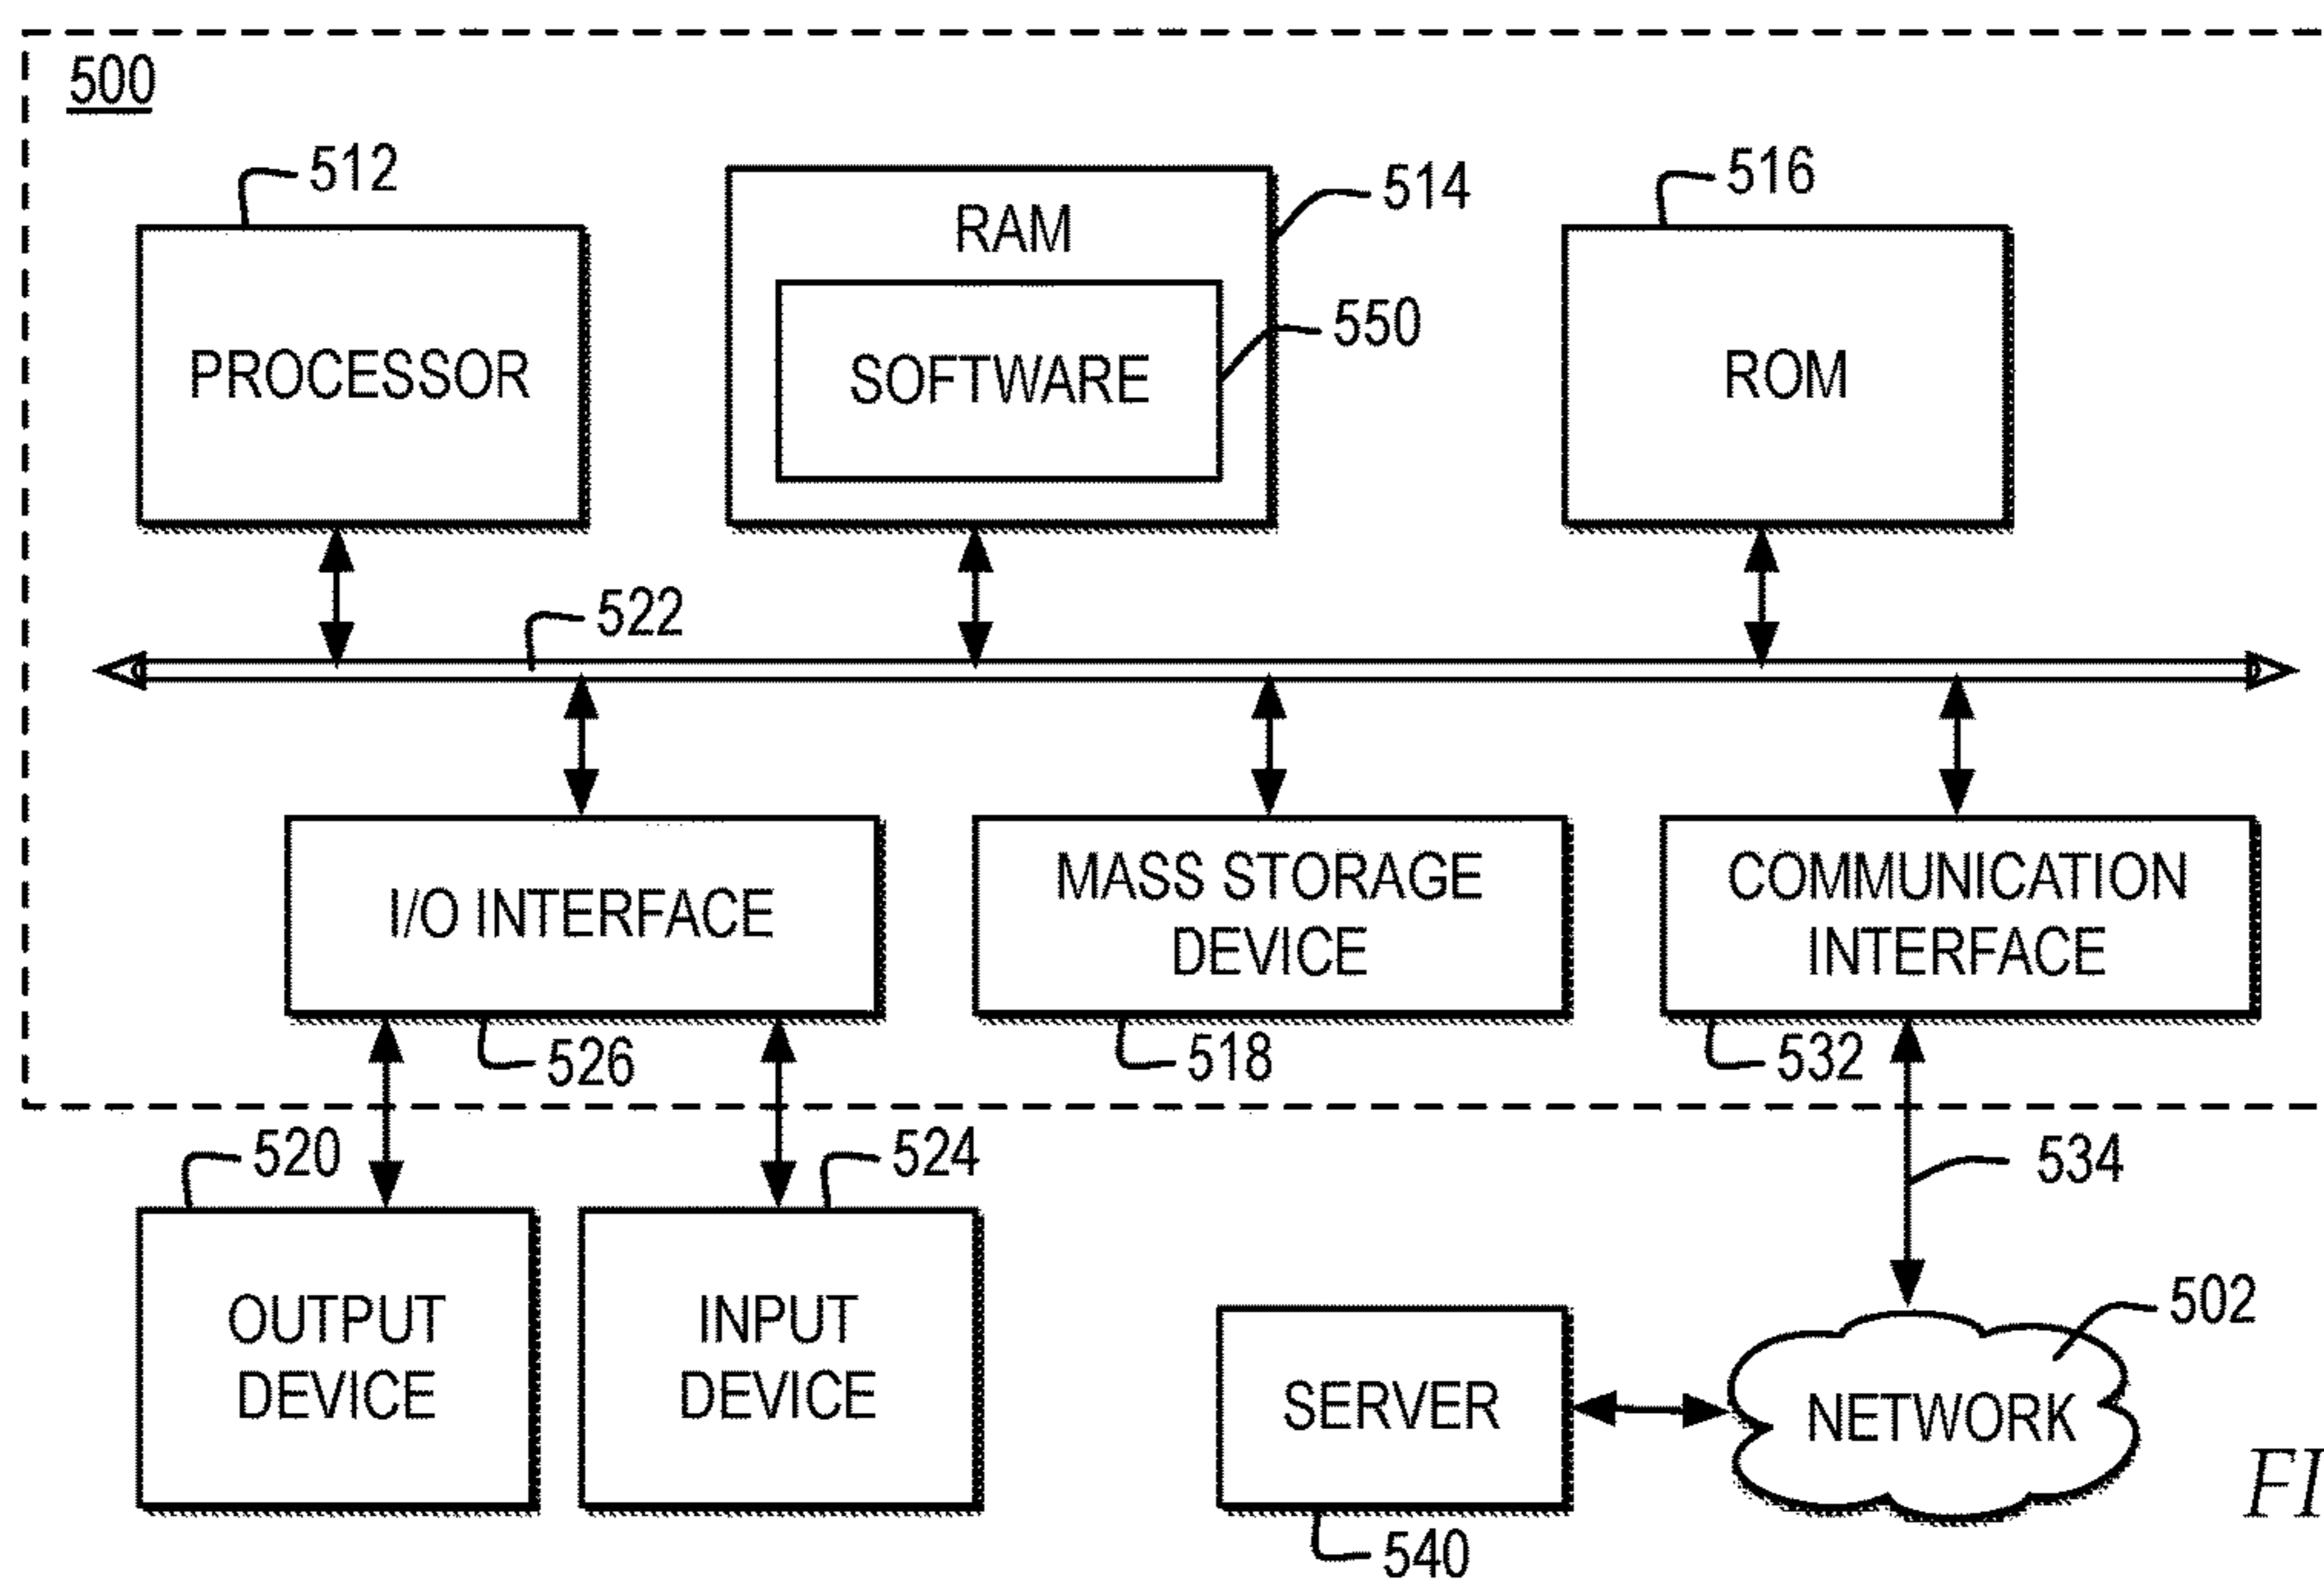 500
512
514
516
RAM
550
PROCESSOR
SOFTWARE
ROM
522
I/O INTERFACE
MASS STORAGE
DEVICE
COMMUNICATION
INTERFACE
526
518
532
520
524
534
OUTPUT
DEVICE
INPUT
DEVICE
502
SERVER
NETWORK
540
FI